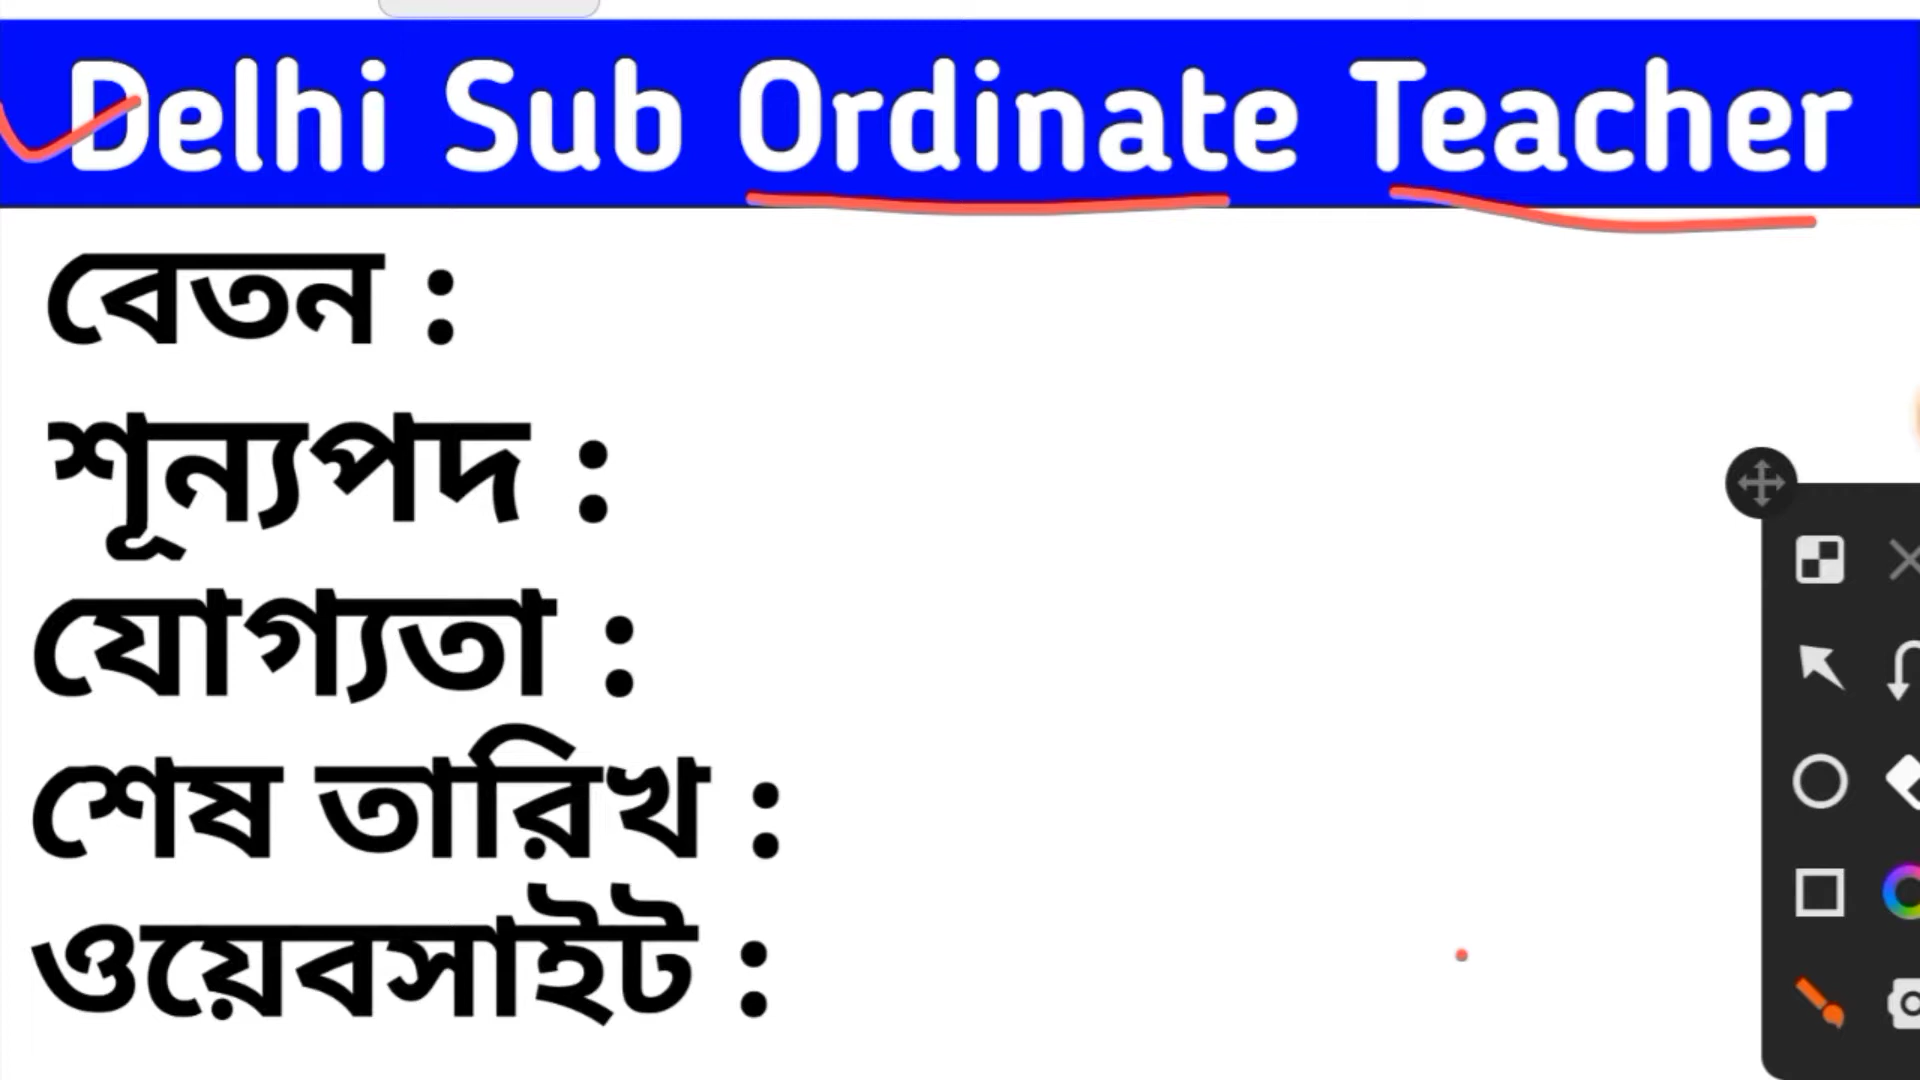 Delhi Sub Ordinate Teacher
বেতন :
শূন্যপদ :
যোগ্যতা :
শেষ তারিখ :
ওয়েবসাইট :